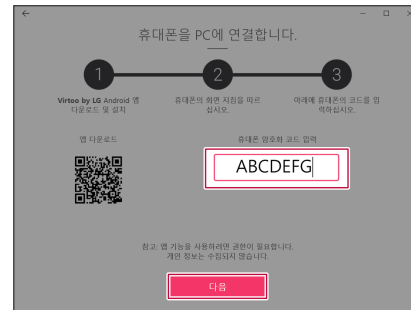 휴대폰을 PC에 연결합니다.
1
2
3
Virtoo by LG Android 앱
다운로드 및 설치
휴대폰의 화면 지침을 따르
십시오.
아래에 휴대폰의 코드를 입
력하십시오.
앱 다운로드
휴대폰 암호화 코드 입력
ABCDEFG
참고: 앱 기능을 사용하려면 권한이 필요합니다.
개인 정보는 수집되지 않습니다.
다음